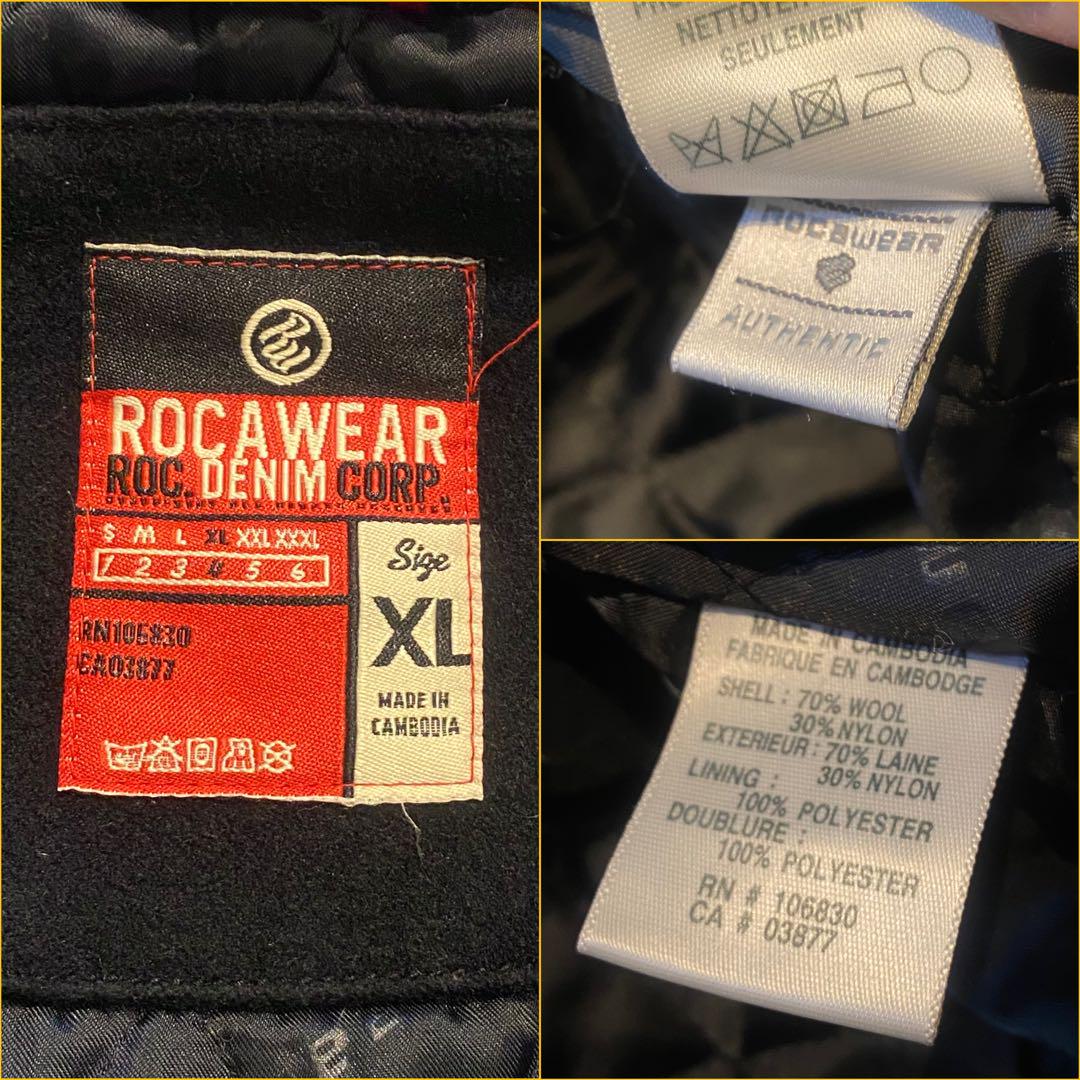 RW
ROCAWEAR
ROC. DENIM CORP.
S M L XL XXL XXXL
1 2 3 4 5 6
Size
XL
MADE IN
CAMBODIA
RN106830
CA03877
NETTOYER
SEULEMENT
ROCAWEAR
AUTHENTIC
MADE IN CAMBODIA
FABRIQUE EN CAMBODGE
SHELL : 70% WOOL
30% NYLON
EXTERIEUR : 70% LAINE
30% NYLON
LINING :
100% POLYESTER
DOUBLURE :
100% POLYESTER
RN # 106830
CA # 03877